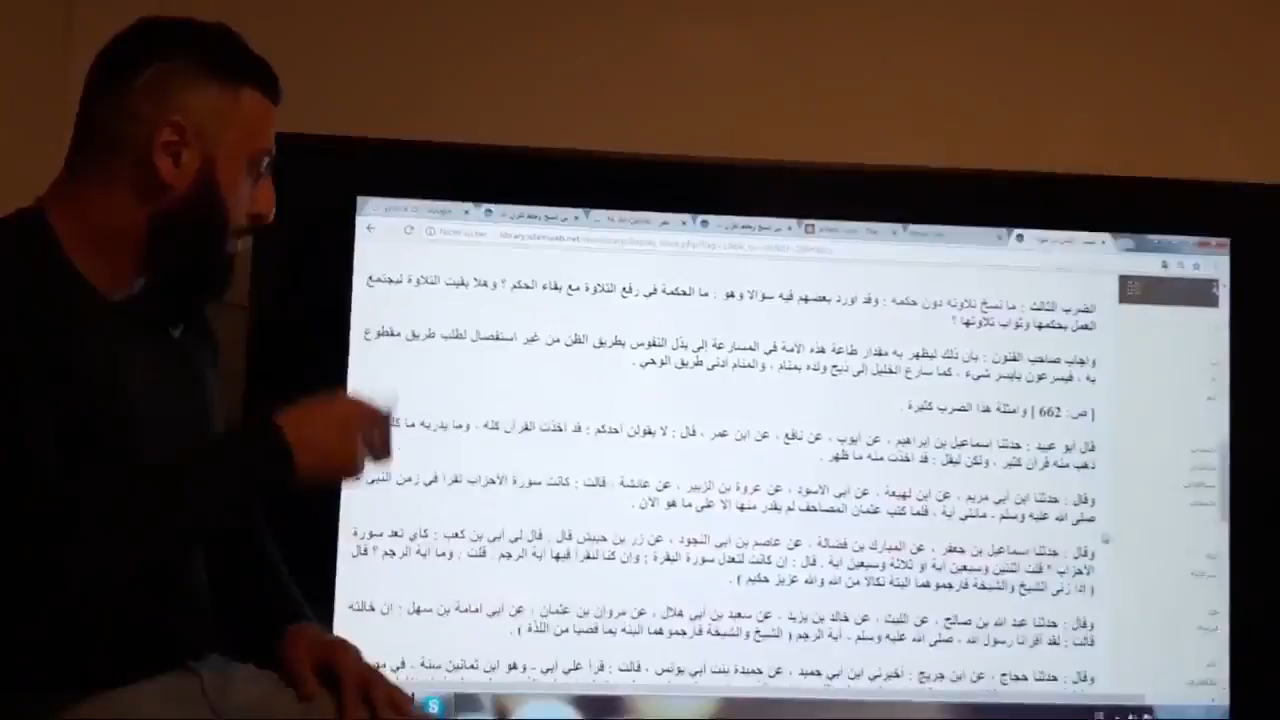 library.islamweb.net
الضرب الثالث : ما نسخ تلاوته دون حكمه : وقد أورد بعضهم فيه سؤالا وهو : ما الحكمة في رفع التلاوة مع بقاء الحكم ؟ وهلا بقيت التلاوة ليجتمع
العمل بحكمها وثواب تلاوتها ؟
وأجاب صاحب الفنون : بأن ذلك ليظهر به مقدار طاعة هذه الأمة في المسارعة إلى بذل النفوس بطريق الظن من غير استفصال لطلب طريق مقطوع
به ، فيسرعون بأيسر شيء ، كما سارع الخليل إلى ذبح ولده بمنام ، والمنام أدنى طريق الوحي .
[ ص: 662 ] وأمثلة هذا الضرب كثيرة .
قال أبو عبيد : حدثنا إسماعيل بن إبراهيم ، عن أيوب ، عن نافع ، عن ابن عمر ، قال : لا يقولن أحدكم : قد أخذت القرآن كله ، وما يدريه ما
ذهب منه قرآن كثير ، ولكن ليقل : قد أخذت منه ما ظهر .
وقال : حدثنا ابن أبي مريم ، عن ابن لهيعة ، عن أبي الأسود ، عن عروة بن الزبير ، عن عائشة ، قالت : كانت سورة الأحزاب تقرأ في زمن النبي
صلى الله عليه وسلم - مائتي آية ، فلما كتب عثمان المصاحف لم يقدر منها إلا على ما هو الآن .
وقال : حدثنا إسماعيل بن جعفر ، عن المبارك بن فضالة ، عن عاصم بن أبي النجود ، عن زر بن حبيش قال : قال لي أبي بن كعب : كأي تعد سورة
الأحزاب ؟ قلت اثنتين وسبعين آية أو ثلاثة وسبعين آية . قال : إن كانت لتعدل سورة البقرة ; وإن كنا لنقرأ فيها آية الرجم . قلت : وما آية الرجم ؟ قال
( إذا زنى الشيخ والشيخة فارجموهما البتة نكالا من الله والله عزيز حكيم ) .
وقال : حدثنا عبد الله بن صالح ، عن الليث ، عن خالد بن يزيد ، عن سعيد بن أبي هلال ، عن مروان بن عثمان ; عن أبي أمامة بن سهل : إن خالته
قالت : لقد أقرأنا رسول الله - صلى الله عليه وسلم - آية الرجم ( الشيخ والشيخة فارجموهما البتة بما قضيا من اللذة ) .
وقال : حدثنا حجاج ، عن ابن جريج : أخبرني ابن أبي حميد ، عن حميدة بنت أبي يونس ، قالت : قرأ علي أبي - وهو ابن ثمانين سنة - في